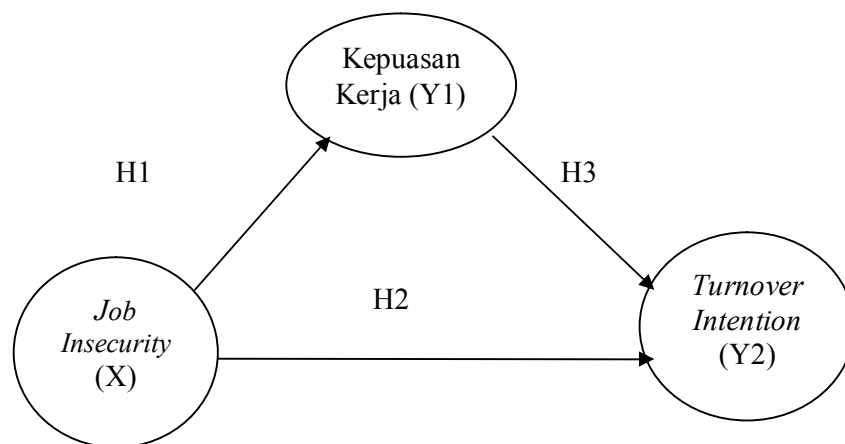 Kepuasan
Kerja (Y1)
H1
H3
H2
Job
Insecurity
(X)
Turnover
Intention
(Y2)